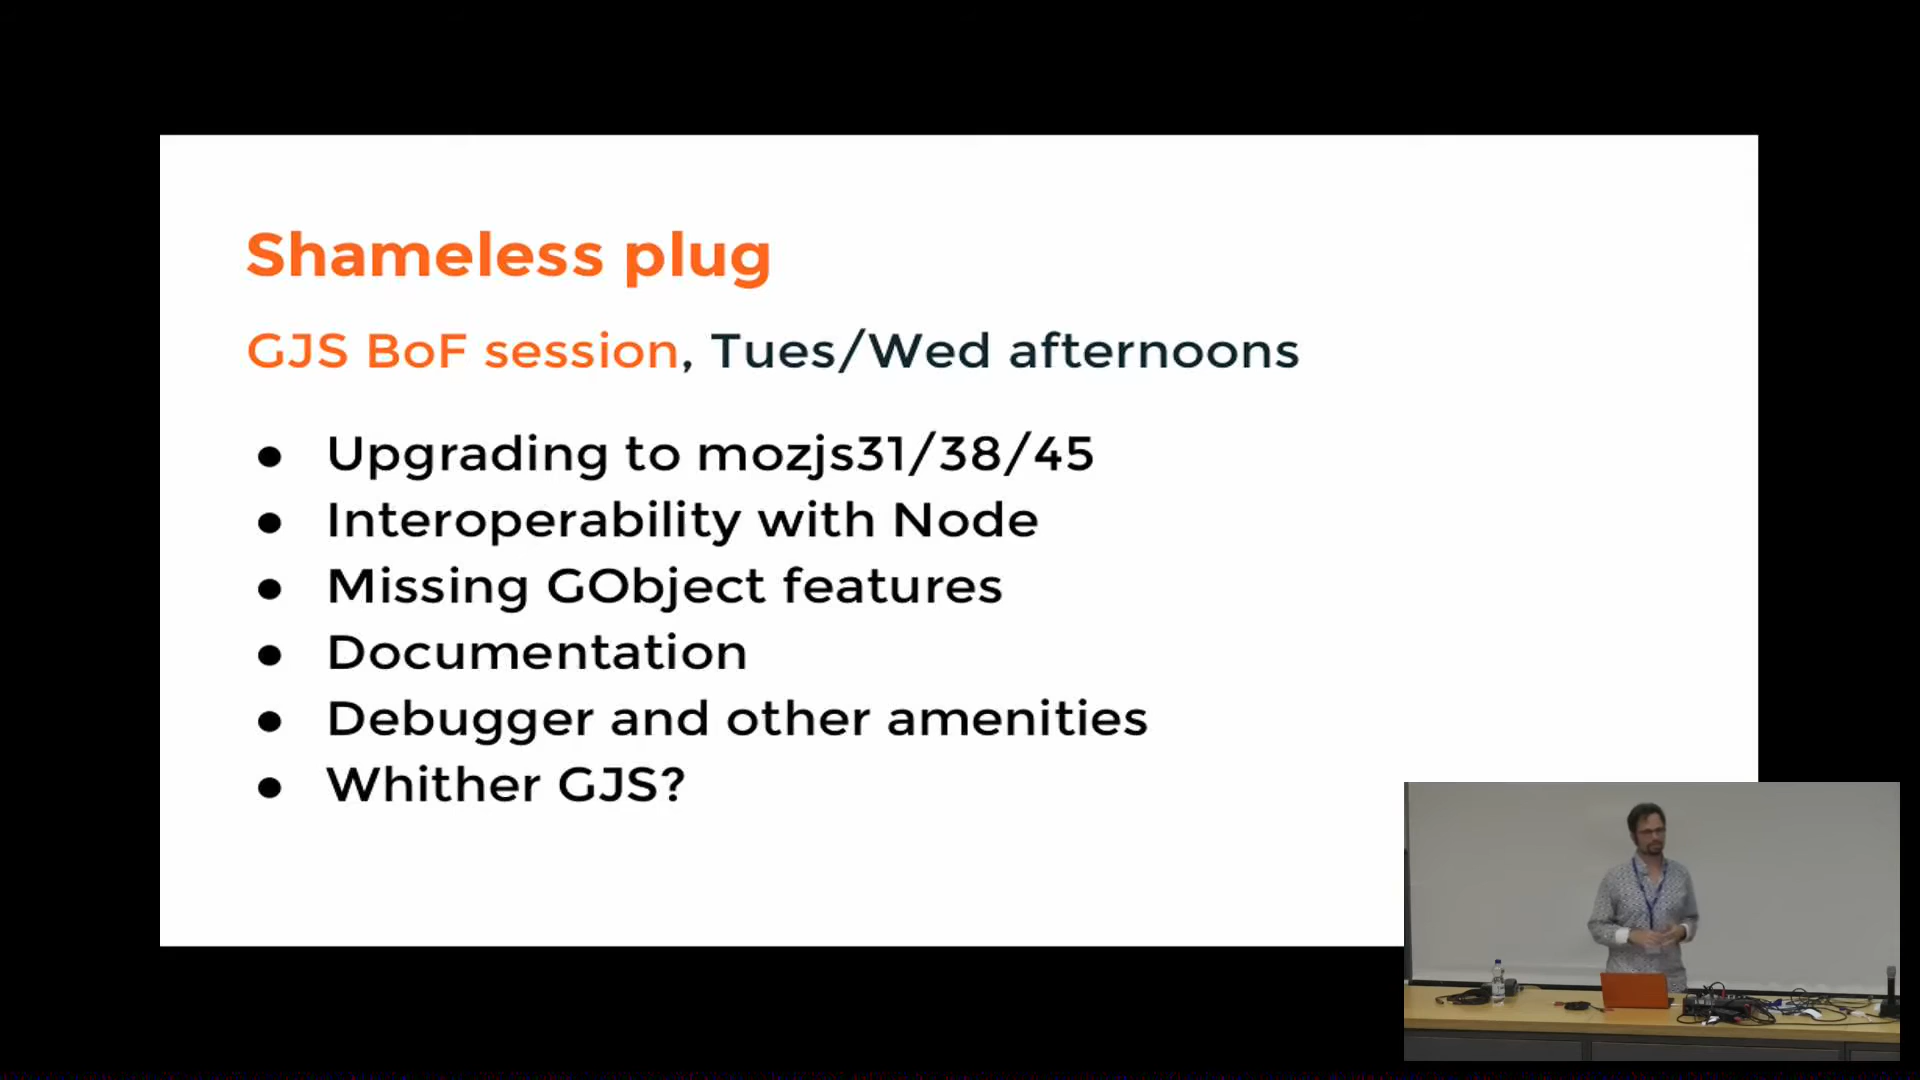 Shameless plug
GJS BoF session, Tues/Wed afternoons
● Upgrading to mozjs31/38/45
● Interoperability with Node
● Missing GObject features
● Documentation
● Debugger and other amenities
● Whither GJS?